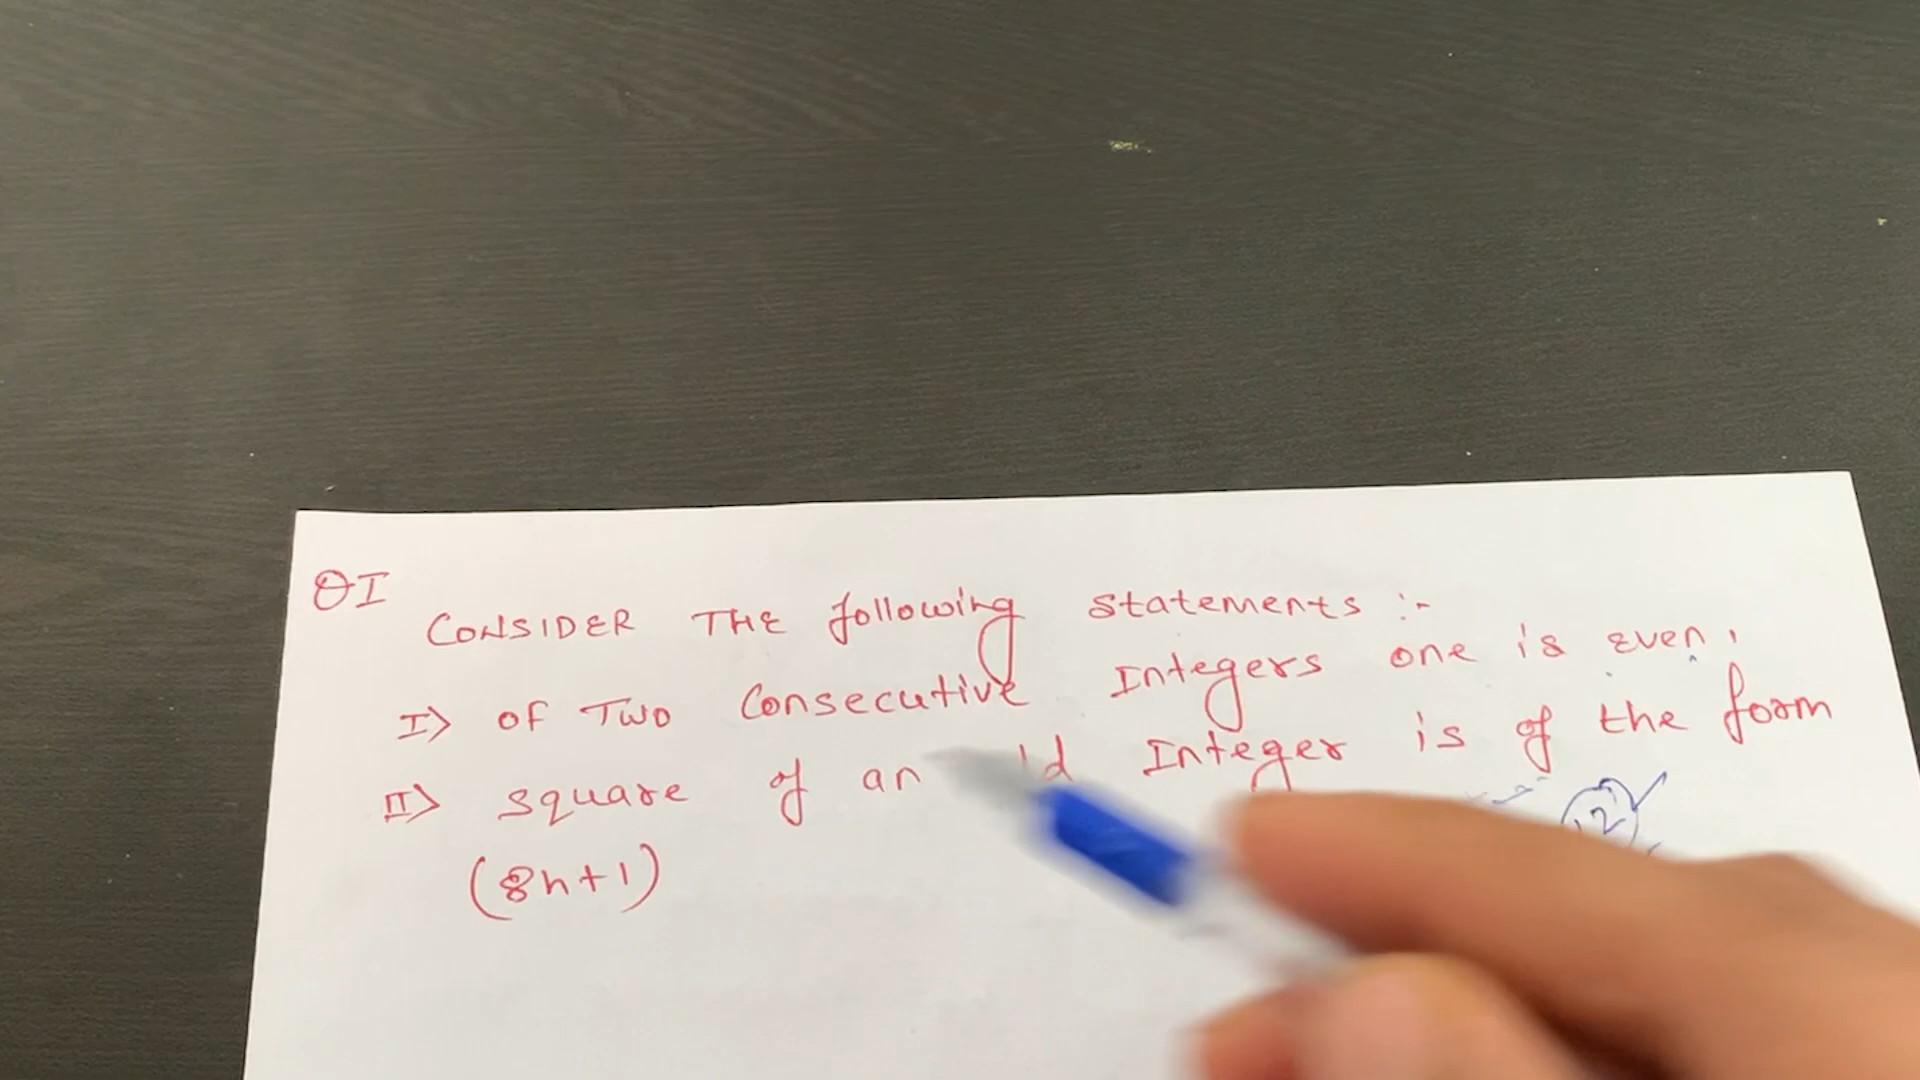 QI
CONSIDER THE following statements :-
I> OF TWO Consecutive Integers one is even,
II> square of an Integer is of the form
(8n+1)
12